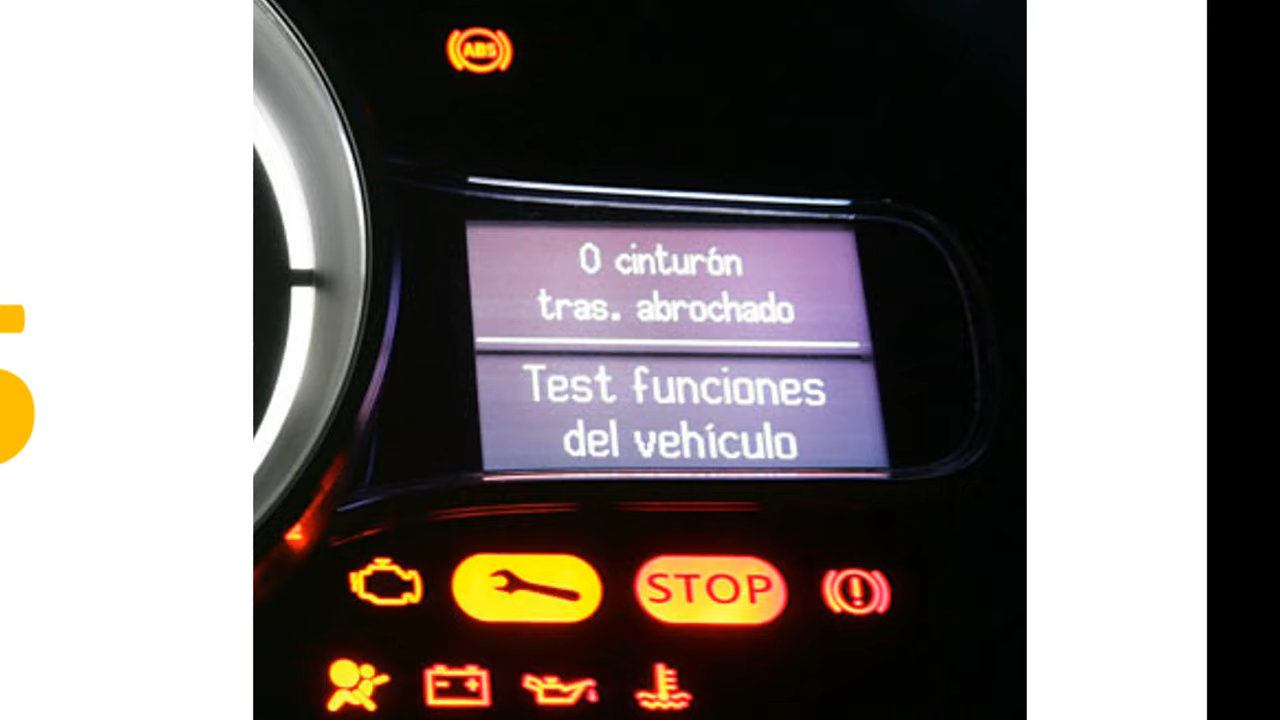 ABS
0 cinturón
tras. abrochado
Test funciones
del vehículo
STOP